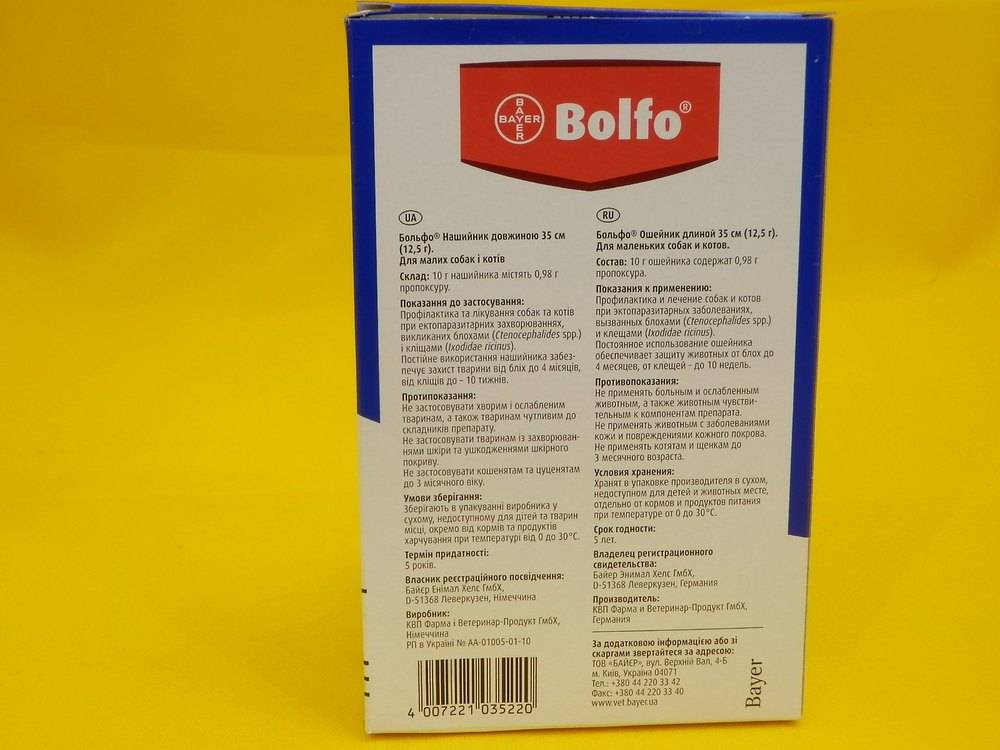 BAYER
BAYER
Bolfo®
UA
Больфо® Нашийник довжиною 35 см
(12,5 г).
Для малих собак і котів
Склад: 10 г нашийника містять 0,98 г
пропоксуру.
Показання до застосування:
Профілактика та лікування собак та котів
при ектопаразитарних захворюваннях,
викликаних блохами (Ctenocephalides spp.)
і кліщами (Ixodidae ricinus).
Постійне використання нашийника забез-
печує захист тварини від бліх до 4 місяців,
від кліщів до – 10 тижнів.
Протипоказання:
Не застосовувати хворим і ослабленим
тваринам, а також тваринам чутливим до
складників препарату.
Не застосовувати тваринам із захворюван-
нями шкіри та ушкодженнями шкірного
покриву.
Не застосовувати кошенятам та цуценятам
до 3 місячного віку.
Умови зберігання:
Зберігають в упакуванні виробника у
сухому, недоступному для дітей та тварин
місці, окремо від кормів та продуктів
харчування при температурі від 0 до 30°C.
Термін придатності:
5 років.
Власник реєстраційного посвідчення:
Байєр Енімал Хелс ГмбХ,
D-51368 Леверкузен, Німеччина
Виробник:
КВП Фарма і Ветеринар-Продукт ГмбХ,
Німеччина
РП в Україні № АА-01005-01-10
4 007221 035220
RU
Больфо® Ошейник длиной 35 см (12,5 г).
Для маленьких собак и котов.
Состав: 10 г ошейника содержат 0,98 г
пропоксура.
Показания к применению:
Профилактика и лечение собак и котов
при эктопаразитарных заболеваниях,
вызванных блохами (Ctenocephalides spp.)
и клещами (Ixodidae ricinus).
Постоянное использование ошейника
обеспечивает защиту животных от блох до
4 месяцев, от клещей - до 10 недель.
Противопоказания:
Не применять больным и ослабленным
животным, а также животным чувстви-
тельным к компонентам препарата.
Не применять животным с заболеваниями
кожи и повреждениями кожного покрова.
Не применять котятам и щенкам до
3 месячного возраста.
Условия хранения:
Хранят в упаковке производителя в сухом,
недоступном для детей и животных месте,
отдельно от кормов и продуктов питания
при температуре от 0 до 30°C.
Срок годности:
5 лет.
Владелец регистрационного
свидетельства:
Байер Энимал Хелс ГмбХ,
D-51368 Леверкузен, Германия
Производитель:
КВП Фарма и Ветеринар-Продукт ГмбХ,
Германия
За додатковою інформацією або зі
скаргами звертайтеся за адресою:
ТОВ «БАЙЄР», вул. Верхній Вал, 4-Б
м. Київ, Україна 04071
Тел.: +380 44 220 33 42
Факс: +380 44 220 33 40
www.vet.bayer.ua
Bayer